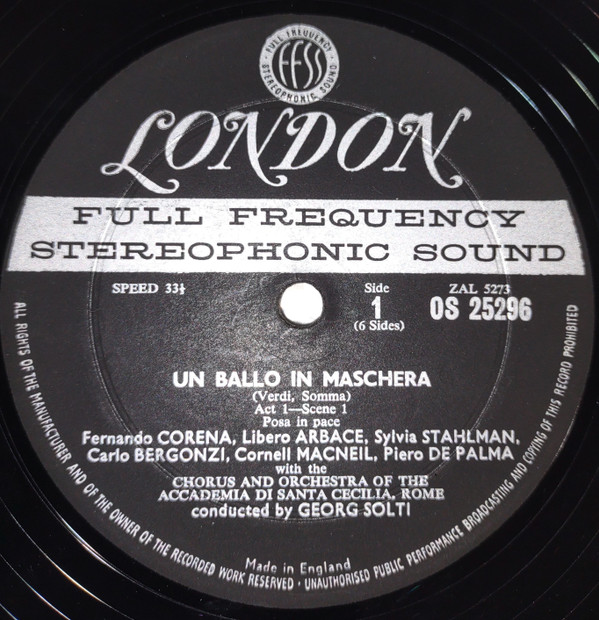 FULL FREQUENCY
FFSS
STEREOPHONIC SOUND
LONDON
FULL FREQUENCY
STEREOPHONIC SOUND
SPEED 33⅓
Side
1
(6 Sides)
ZAL 5273
OS 25296
UN BALLO IN MASCHERA
(Verdi, Somma)
Act 1—Scene 1
Posa in pace
Fernando CORENA, Libero ARBACE, Sylvia STAHLMAN,
Carlo BERGONZI, Cornell MACNEIL, Piero DE PALMA
with the
CHORUS AND ORCHESTRA OF THE
ACCADEMIA DI SANTA CECILIA, ROME
conducted by GEORG SOLTI
Made in England
ALL RIGHTS OF THE MANUFACTURER AND OF THE OWNER OF THE RECORDED WORK RESERVED · UNAUTHORISED PUBLIC PERFORMANCE BROADCASTING AND COPYING OF THIS RECORD PROHIBITED